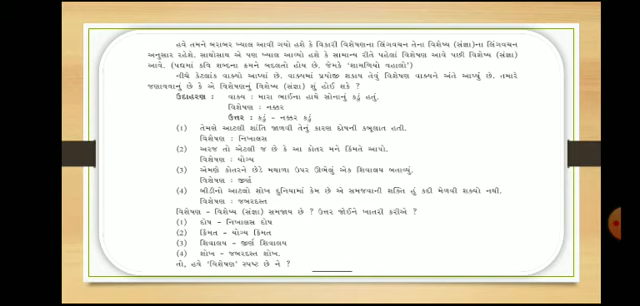 હવે તમને બરાબર ખ્યાલ આવી ગયો હશે કે વિકારી વિશેષણના લિંગવચન તેના વિશેષ્ય (સંજ્ઞા)ના લિંગવચન
અનુસાર રહેશે. સાથોસાથ એ પણ ખ્યાલ આવ્યો હશે કે સામાન્ય રીતે પહેલાં વિશેષણ આવે પછી વિશેષ્ય (સંજ્ઞા)
આવે. (પદ્યમાં કવિ શબ્દના ક્રમને બદલતો હોય છે. જેમકે 'શામળિયો વહાલો')
નીચે કેટલાંક વાક્યો આપ્યાં છે. વાક્યમાં પ્રયોજી શકાય તેવું વિશેષણ વાક્યને અંતે આપ્યું છે. તમારે
જણાવવાનું છે કે એ વિશેષણનું વિશેષ્ય (સંજ્ઞા) શું હોઈ શકે ?
ઉદાહરણ : વાક્ય : મારા ભાઈના હાથે સોનાનું કડું હતું.
વિશેષણ : નક્કર
ઉત્તર : કડું - નક્કર કડું
(1) તેમણે આટલી શાંતિ જાળવી તેનું કારણ દોષની કબૂલાત હતી.
વિશેષણ : નિખાલસ
(2) અરજ તો એટલી જ છે કે આ કોતર મને કિંમત આપો.
વિશેષણ : યોગ્ય
(3) એમણે કોતરને છેડે મથાળા ઉપર ઊભેલું એક શિવાલય બતાવ્યું.
વિશેષણ : જીર્ણ
(4) બીડીનો આટલો શોખ દુનિયામાં કેમ છે એ સમજવાની શક્તિ હું કદી મેળવી શક્યો નથી.
વિશેષણ : જબરદસ્ત
વિશેષણ - વિશેષ્ય (સંજ્ઞા) સમજાય છે ? ઉત્તર જોઈને ખાતરી કરીએ ?
(1) દોષ - નિખાલસ દોષ
(2) કિંમત - યોગ્ય કિંમત
(3) શિવાલય - જીર્ણ શિવાલય
(4) શોખ - જબરદસ્ત શોખ.
તો, હવે 'વિશેષણ' સ્પષ્ટ છે ને ?